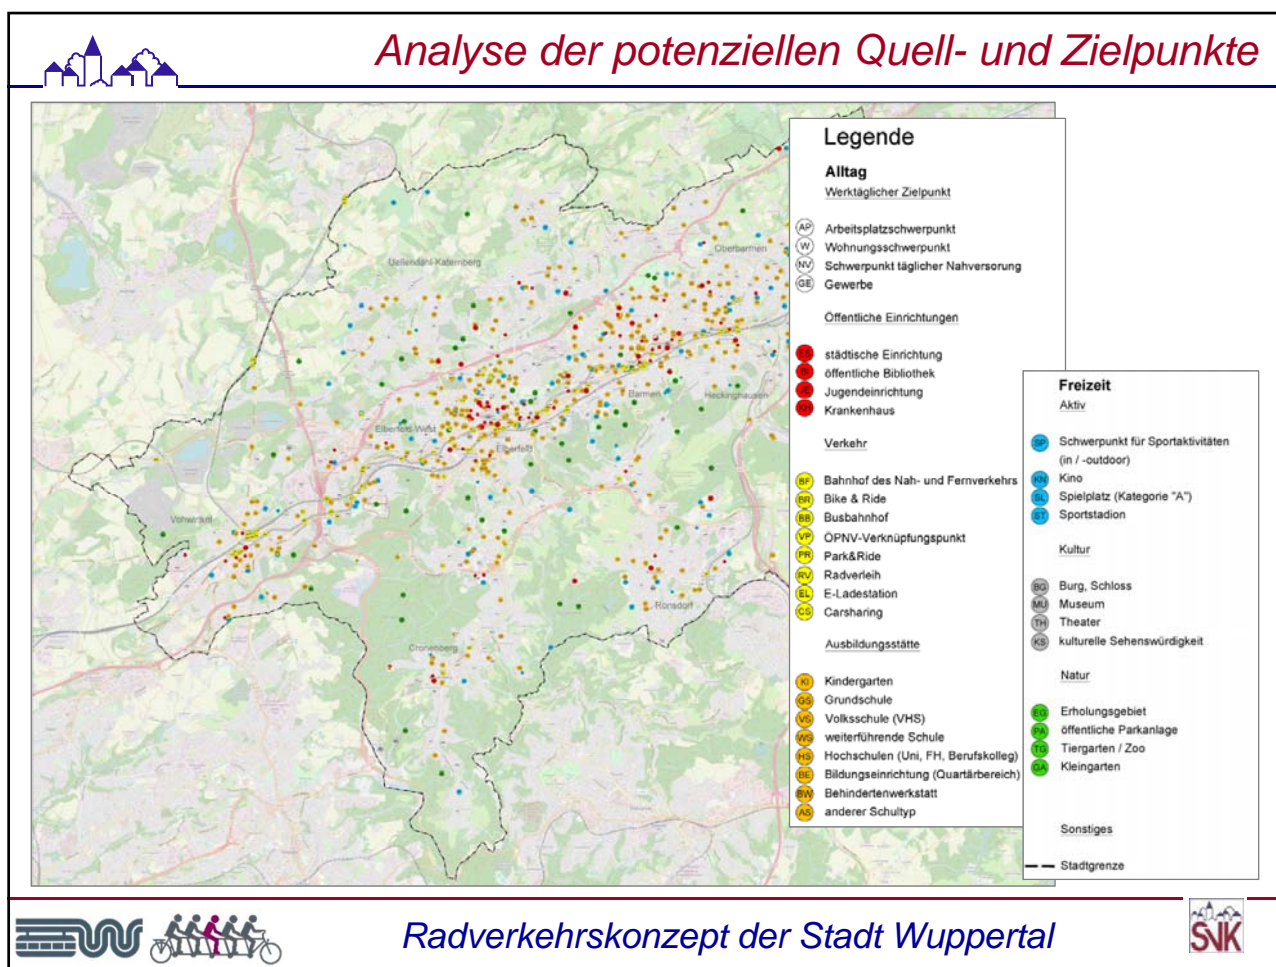 Analyse der potenziellen Quell- und Zielpunkte
Legende
Alltag
Werktäglicher Zielpunkt
AP Arbeitsplatzschwerpunkt
W Wohnungsschwerpunkt
NV Schwerpunkt täglicher Nahversorung
GE Gewerbe
Öffentliche Einrichtungen
ES städtische Einrichtung
BI öffentliche Bibliothek
JE Jugendeinrichtung
KH Krankenhaus
Verkehr
BF Bahnhof des Nah- und Fernverkehrs
BR Bike & Ride
BB Busbahnhof
VP ÖPNV-Verknüpfungspunkt
PR Park&Ride
RV Radverleih
EL E-Ladestation
CS Carsharing
Ausbildungsstätte
KI Kindergarten
GS Grundschule
VS Volksschule (VHS)
WS weiterführende Schule
HS Hochschulen (Uni, FH, Berufskolleg)
BE Bildungseinrichtung (Quartärbereich)
BW Behindertenwerkstatt
AS anderer Schultyp
Freizeit
Aktiv
SP Schwerpunkt für Sportaktivitäten
(in / -outdoor)
KN Kino
SL Spielplatz (Kategorie "A")
ST Sportstadion
Kultur
BG Burg, Schloss
MU Museum
TH Theater
KS kulturelle Sehenswürdigkeit
Natur
EG Erholungsgebiet
PA öffentliche Parkanlage
TG Tiergarten / Zoo
GA Kleingarten
Sonstiges
Stadtgrenze
Uellendahl-Katernberg
Oberbarmen
Barmen
Heckinghausen
Elberfeld-West
Elberfeld
Vohwinkel
Ronsdorf
Cronenberg
Radverkehrskonzept der Stadt Wuppertal
SVK